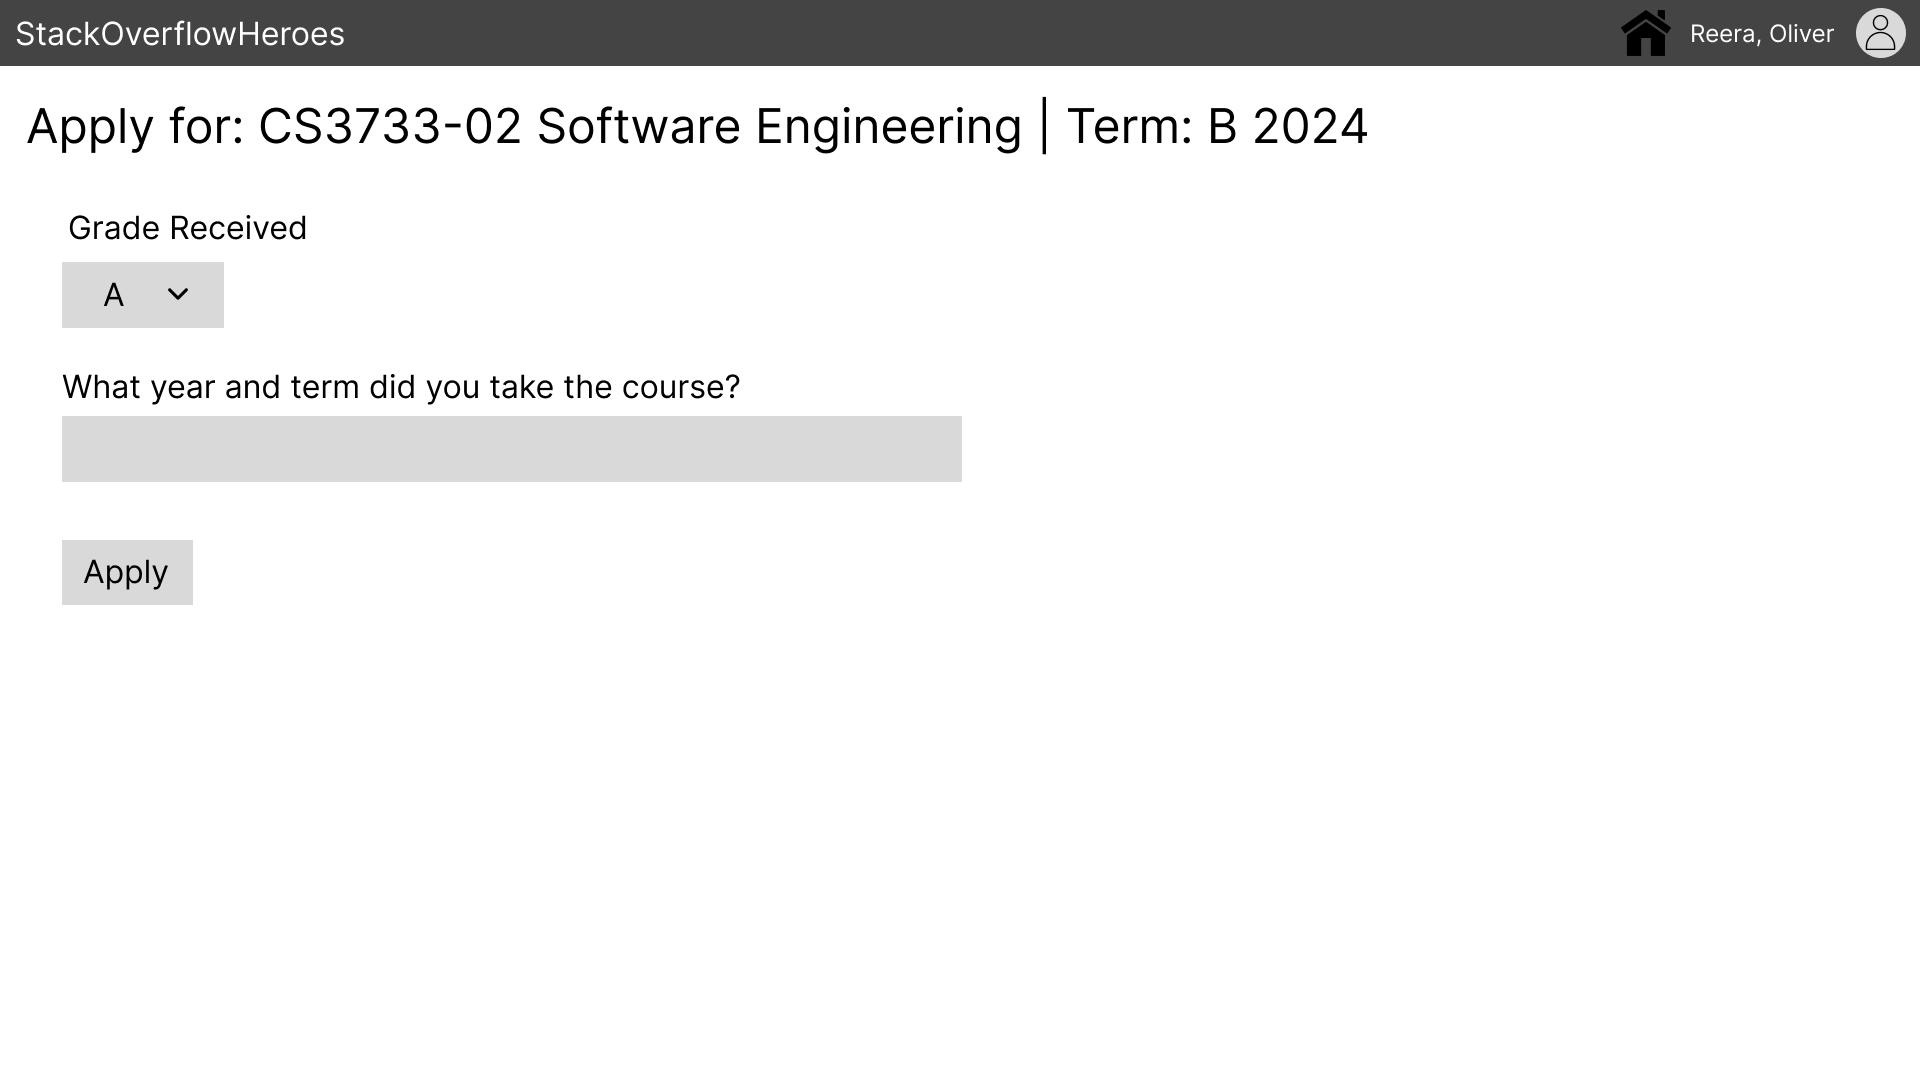 StackOverflowHeroes
Reera, Oliver
Apply for: CS3733-02 Software Engineering | Term: B 2024
Grade Received
A
What year and term did you take the course?
Apply